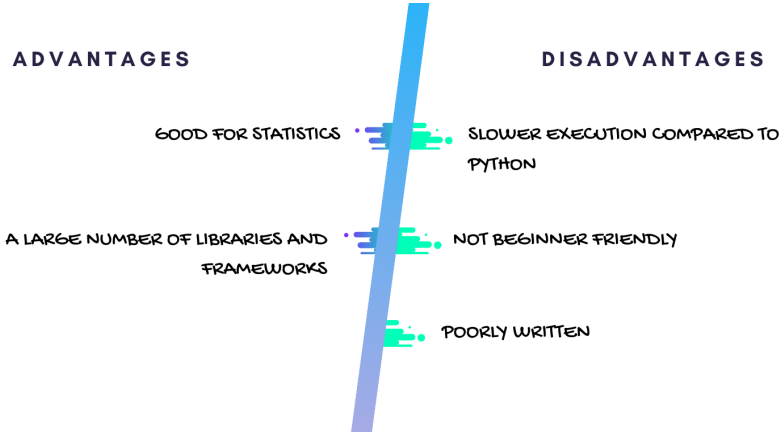 ADVANTAGES
DISADVANTAGES
GOOD FOR STATISTICS
SLOWER EXECUTION COMPARED TO
PYTHON
A LARGE NUMBER OF LIBRARIES AND
FRAMEWORKS
NOT BEGINNER FRIENDLY
POORLY WRITTEN